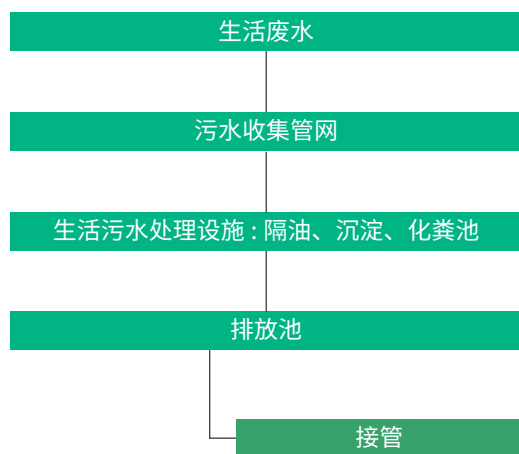 生活废水
污水收集管网
生活污水处理设施：隔油、沉淀、化粪池
排放池
接管